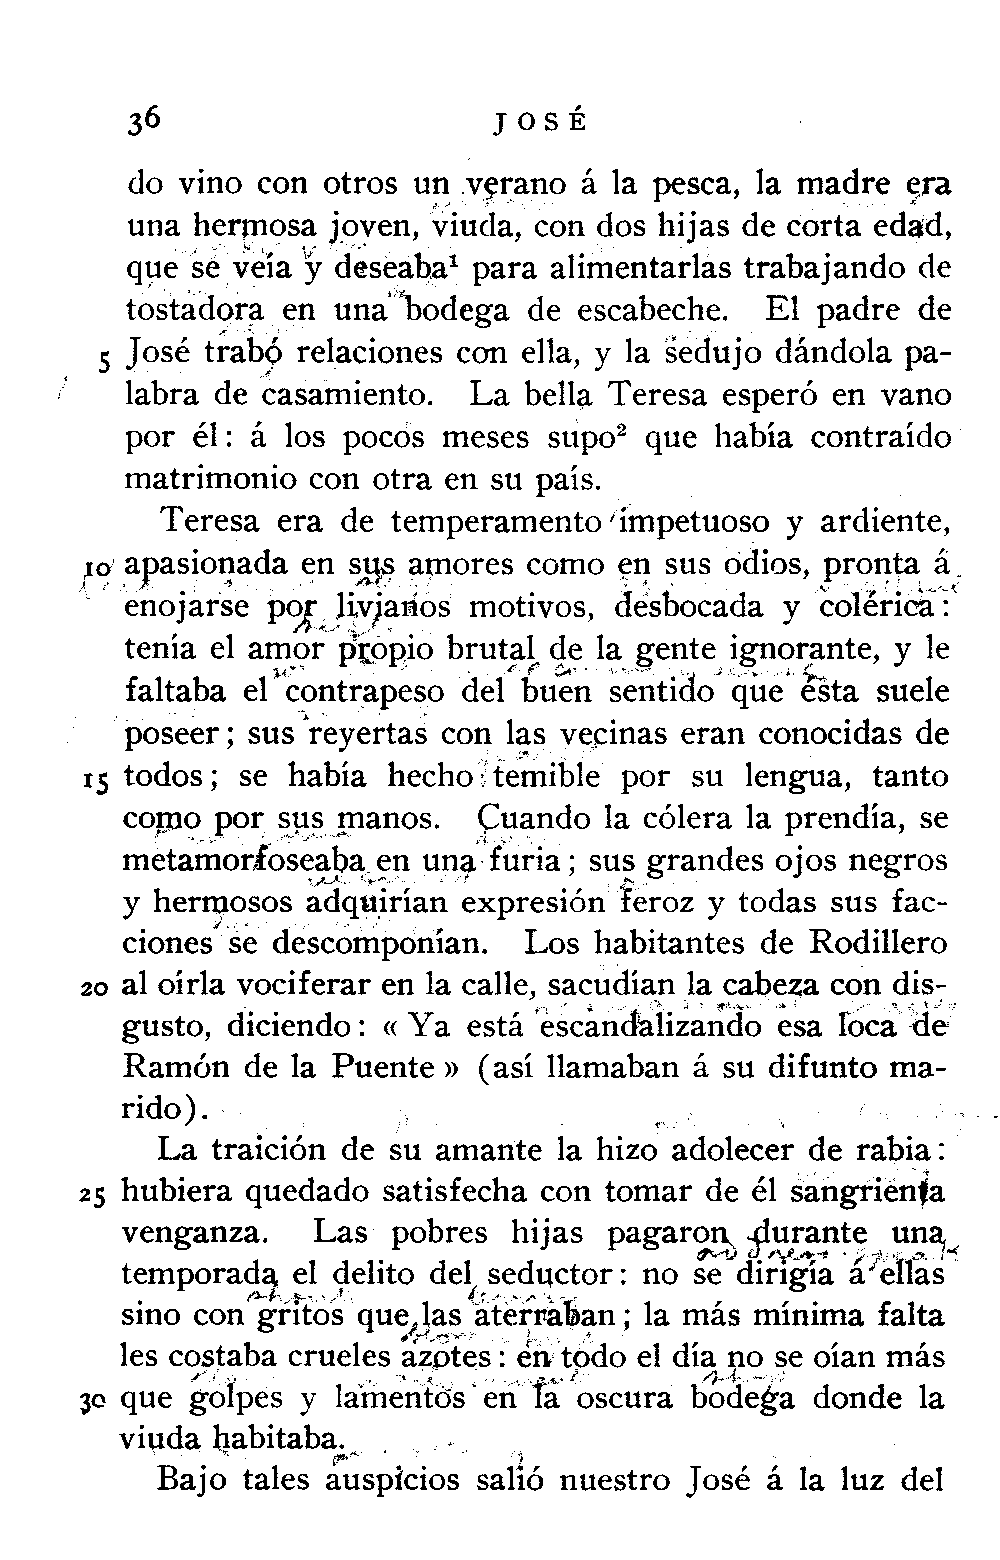 36 JOSÉ
do vino con otros un verano á la pesca, la madre era
una hermosa joven, viuda, con dos hijas de corta edad,
que se veía y deseaba¹ para alimentarlas trabajando de
tostadora en una bodega de escabeche. El padre de
5 José trabó relaciones con ella, y la sedujo dándola pa-
labra de casamiento. La bella Teresa esperó en vano
por él: á los pocos meses supo² que había contraído
matrimonio con otra en su país.
Teresa era de temperamento impetuoso y ardiente,
10 apasionada en sus amores como en sus odios, pronta á
enojarse por livianos motivos, desbocada y colérica:
tenía el amor propio brutal de la gente ignorante, y le
faltaba el contrapeso del buen sentido que ésta suele
poseer; sus reyertas con las vecinas eran conocidas de
15 todos; se había hecho temible por su lengua, tanto
como por sus manos. Cuando la cólera la prendía, se
metamorfoseaba en una furia; sus grandes ojos negros
y hermosos adquirían expresión feroz y todas sus fac-
ciones se descomponían. Los habitantes de Rodillero
20 al oírla vociferar en la calle, sacudían la cabeza con dis-
gusto, diciendo: « Ya está escandalizando esa loca de
Ramón de la Puente » (así llamaban á su difunto ma-
rido).
La traición de su amante la hizo adolecer de rabia:
25 hubiera quedado satisfecha con tomar de él sangrienta
venganza. Las pobres hijas pagaron durante una
temporada el delito del seductor: no se dirigía á ellas
sino con gritos que las aterraban; la más mínima falta
les costaba crueles azotes: en todo el día no se oían más
30 que golpes y lamentos en la oscura bodega donde la
viuda habitaba.
Bajo tales auspicios salió nuestro José á la luz del